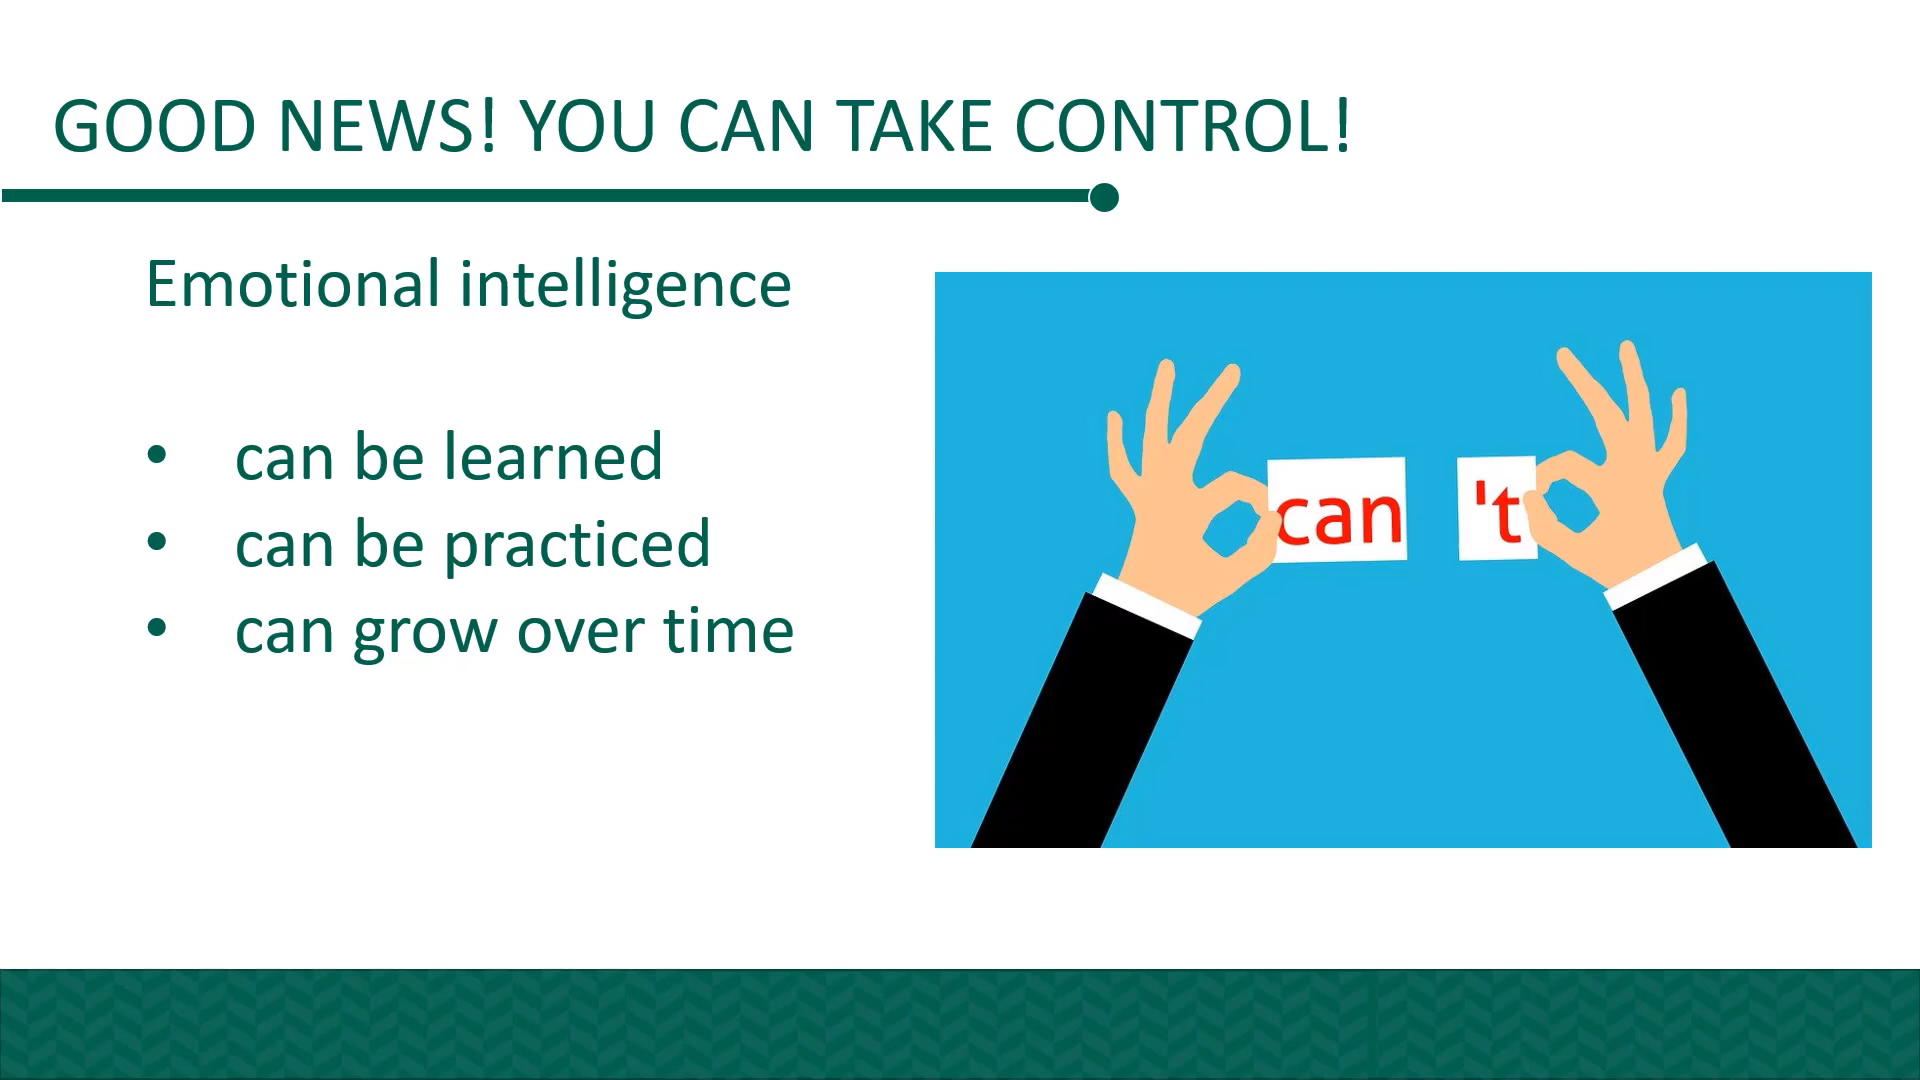 GOOD NEWS! YOU CAN TAKE CONTROL!
Emotional intelligence
• can be learned
• can be practiced
• can grow over time
can 't